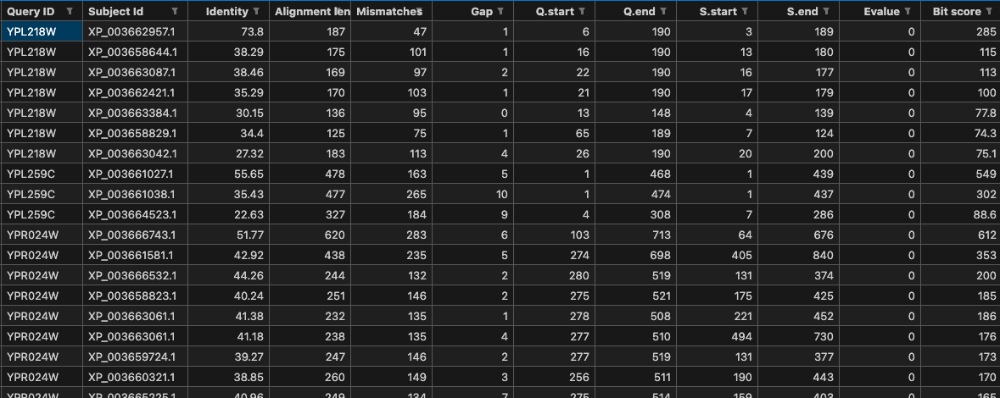 Query ID Subject Id Identity Alignment len Mismatches Gap Q.start Q.end S.start S.end Evalue Bit score
YPL218W XP_003662957.1 73.8 187 47 1 6 190 3 189 0 285
YPL218W XP_003658644.1 38.29 175 101 1 16 190 13 180 0 115
YPL218W XP_003663087.1 38.46 169 97 2 22 190 16 177 0 113
YPL218W XP_003662421.1 35.29 170 103 1 21 190 17 179 0 100
YPL218W XP_003663384.1 30.15 136 95 0 13 148 4 139 0 77.8
YPL218W XP_003658829.1 34.4 125 75 1 65 189 7 124 0 74.3
YPL218W XP_003663042.1 27.32 183 113 4 26 190 20 200 0 75.1
YPL259C XP_003661027.1 55.65 478 163 5 1 468 1 439 0 549
YPL259C XP_003661038.1 35.43 477 265 10 1 474 1 437 0 302
YPL259C XP_003664523.1 22.63 327 184 9 4 308 7 286 0 88.6
YPR024W XP_003666743.1 51.77 620 283 6 103 713 64 676 0 612
YPR024W XP_003661581.1 42.92 438 235 5 274 698 405 840 0 353
YPR024W XP_003666532.1 44.26 244 132 2 280 519 131 374 0 200
YPR024W XP_003658823.1 40.24 251 146 2 275 521 175 425 0 185
YPR024W XP_003663061.1 41.38 232 135 1 278 508 221 452 0 186
YPR024W XP_003663061.1 41.18 238 135 4 277 510 494 730 0 176
YPR024W XP_003659724.1 39.27 247 146 2 277 519 131 377 0 173
YPR024W XP_003660321.1 38.85 260 149 3 256 511 190 443 0 170
YPR024W XP_003665225.1 40.96 249 134 7 275 514 159 403 0 165